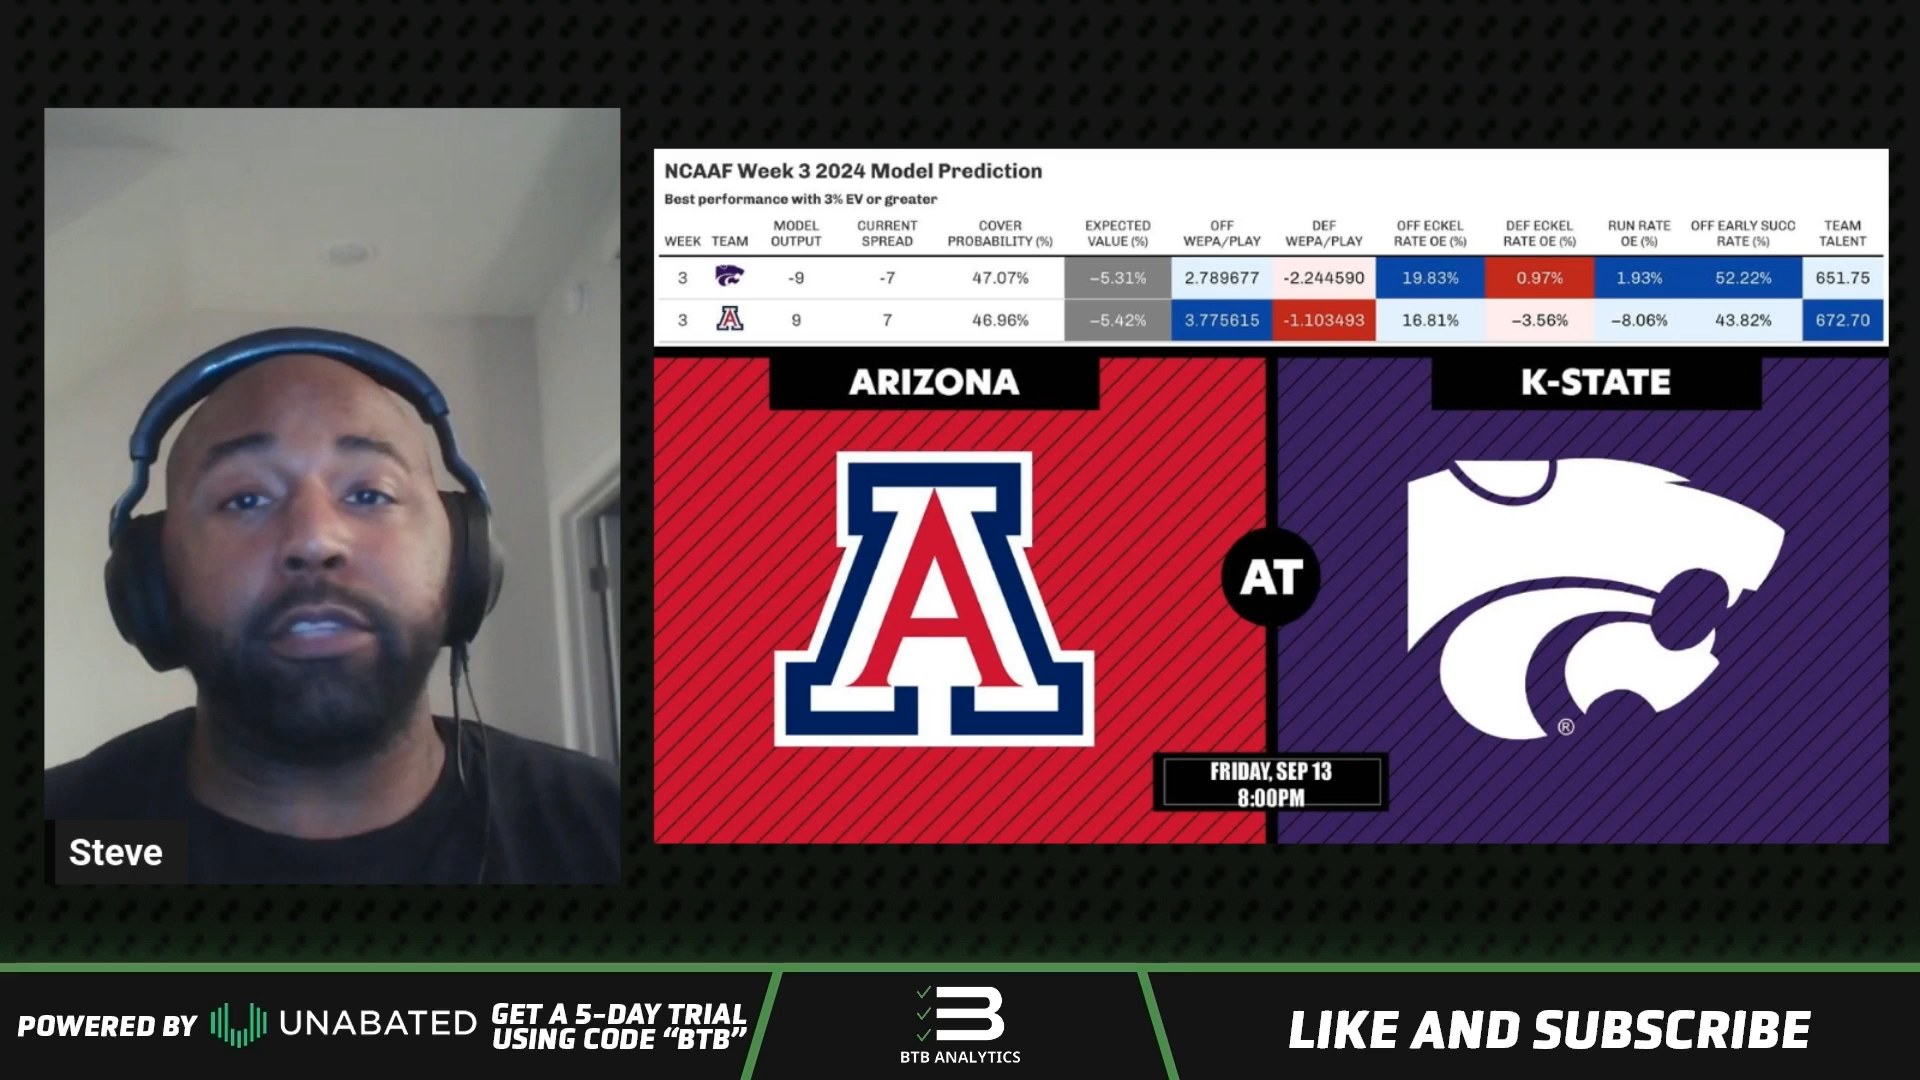 NCAAF Week 3 2024 Model Prediction
Best performance with 3% EV or greater
WEEK TEAM MODEL OUTPUT CURRENT SPREAD COVER PROBABILITY (%) EXPECTED VALUE (%) OFF WEPA/PLAY DEF WEPA/PLAY OFF ECKEL RATE OE (%) DEF ECKEL RATE OE (%) RUN RATE OE (%) OFF EARLY SUCC RATE (%) TEAM TALENT
3 -9 -7 47.07% −5.31% 2.789677 -2.244590 19.83% 0.97% 1.93% 52.22% 651.75
3 A 9 7 46.96% −5.42% 3.775615 -1.103493 16.81% −3.56% −8.06% 43.82% 672.70
ARIZONA
K-STATE
A
AT
®
FRIDAY, SEP 13
8:00PM
Steve
POWERED BY
UNABATED
GET A 5-DAY TRIAL
USING CODE “BTB”
B
BTB ANALYTICS
LIKE AND SUBSCRIBE